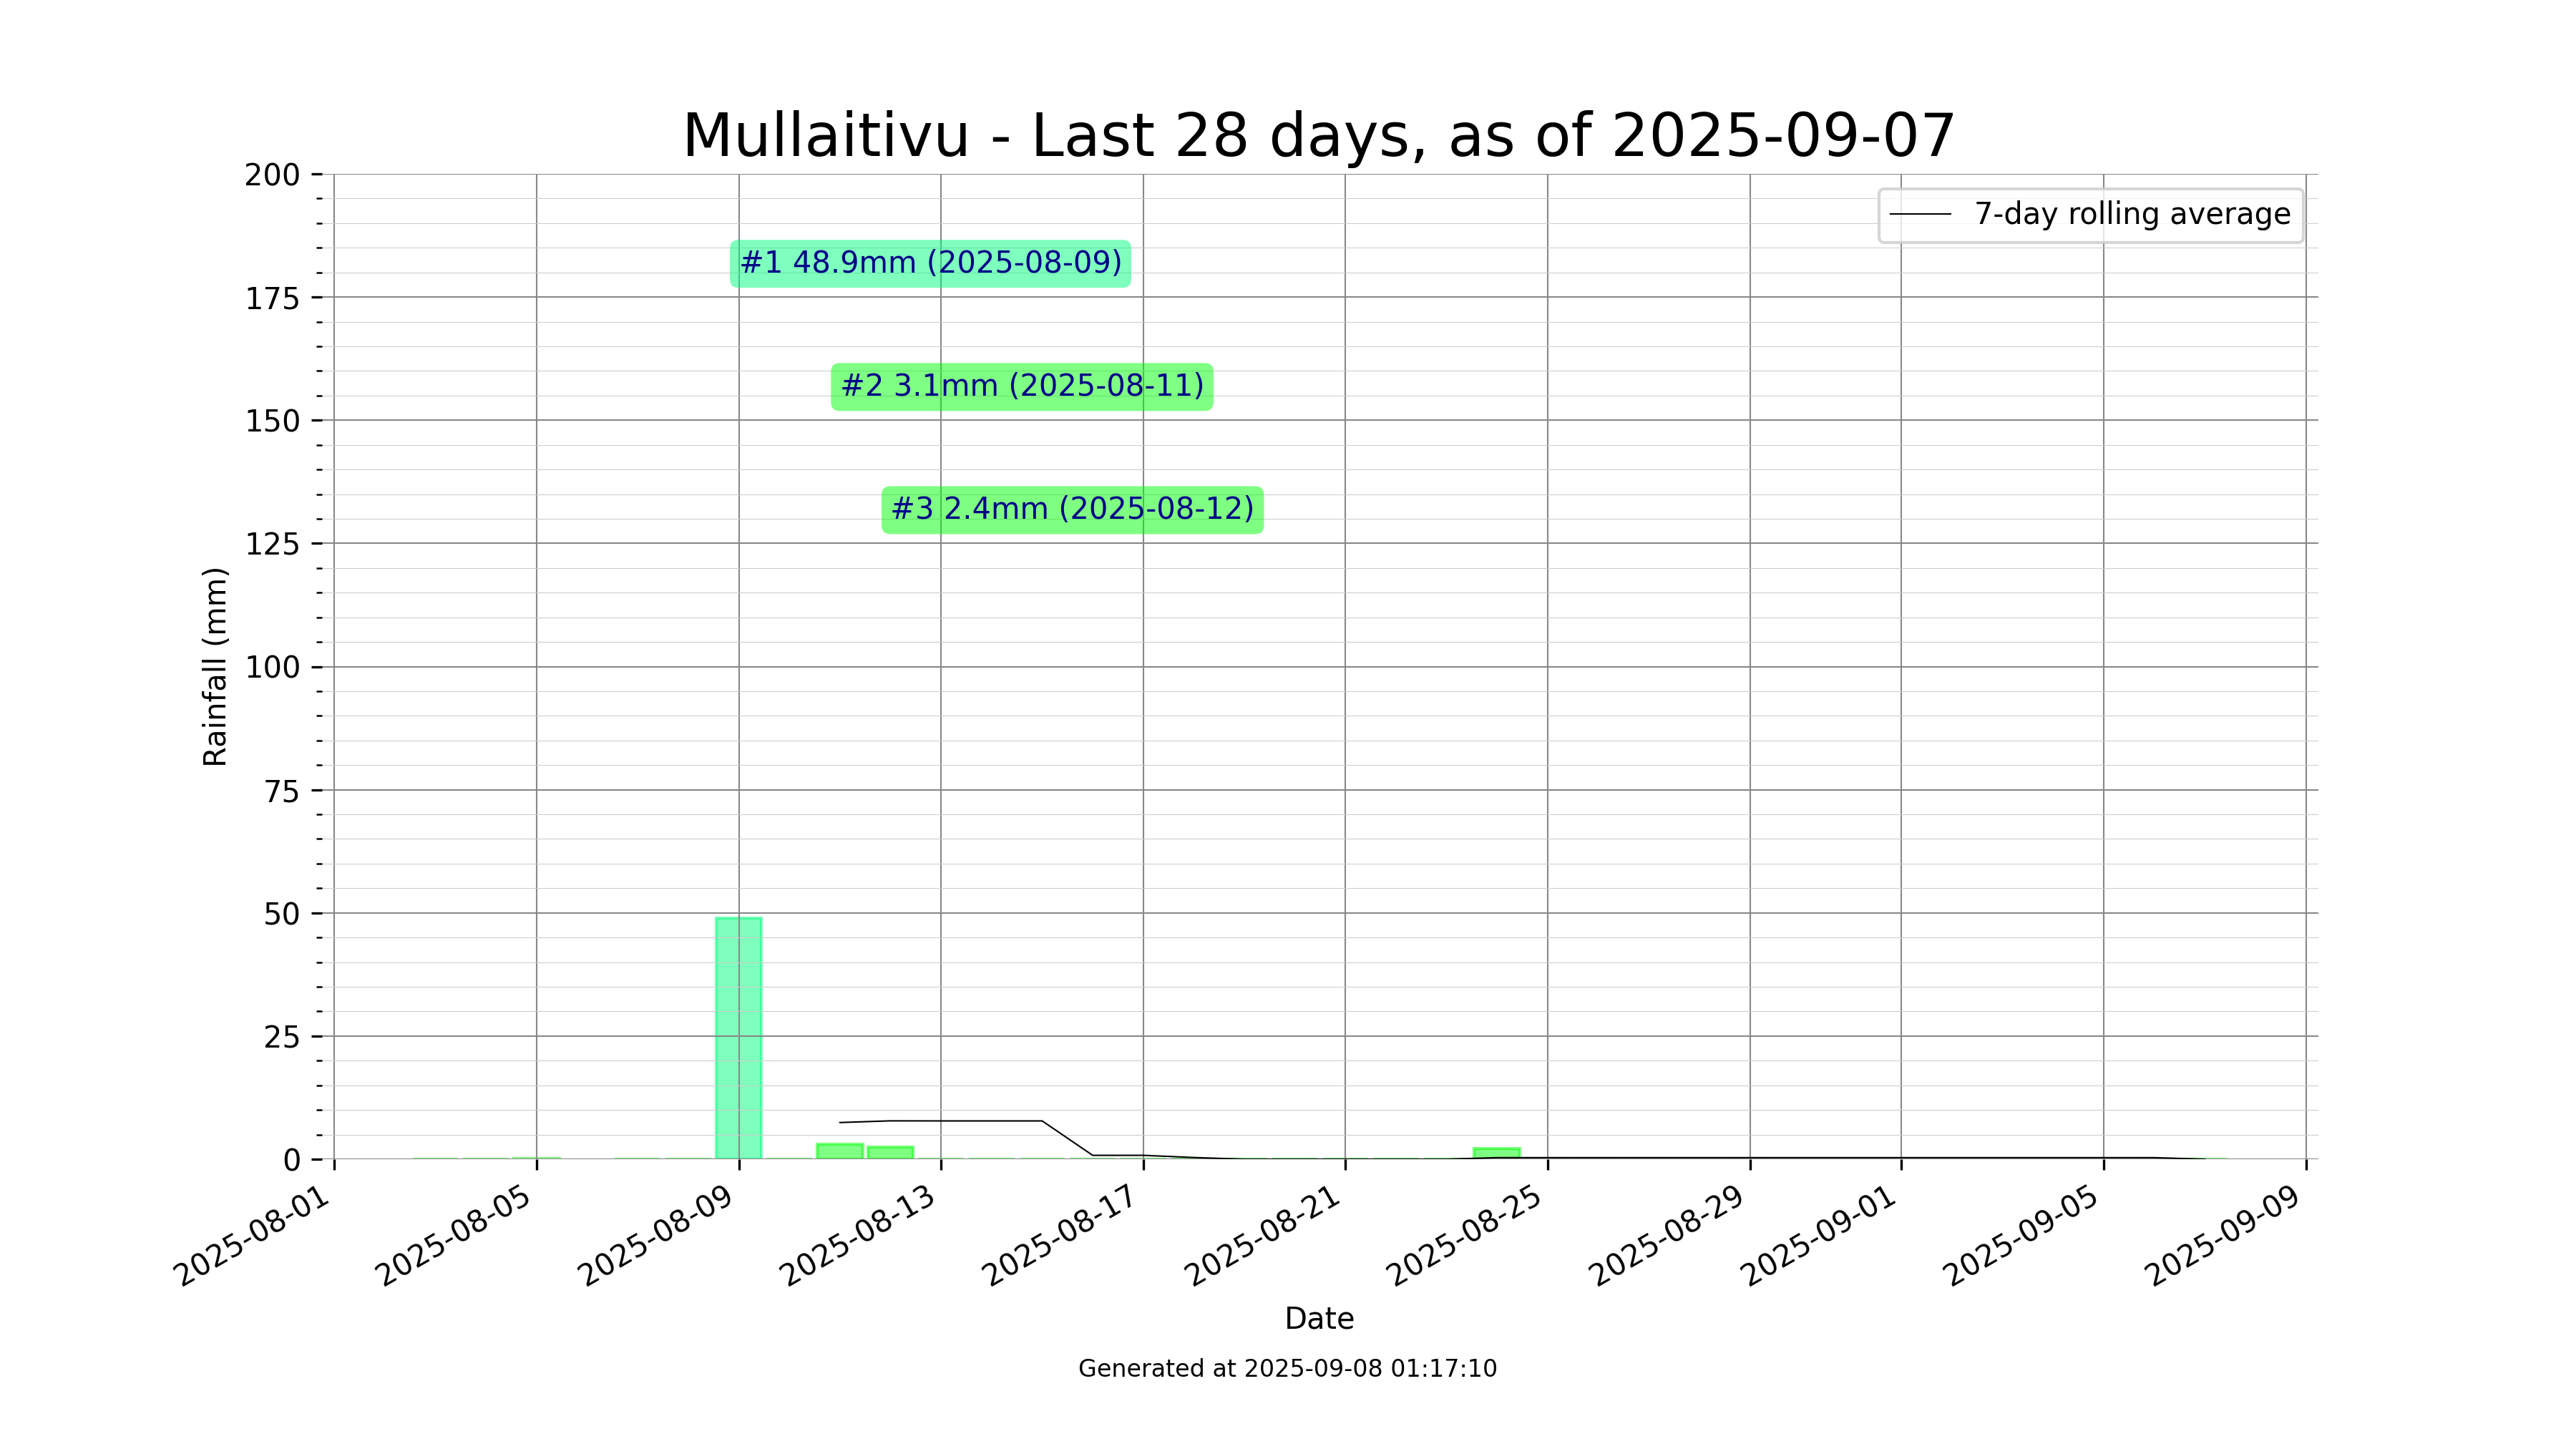 Mullaitivu - Last 28 days, as of 2025-09-07
7-day rolling average
#1 48.9mm (2025-08-09)
#2 3.1mm (2025-08-11)
#3 2.4mm (2025-08-12)
Rainfall (mm)
200
175
150
125
100
75
50
25
0
2025-08-01
2025-08-05
2025-08-09
2025-08-13
2025-08-17
2025-08-21
2025-08-25
2025-08-29
2025-09-01
2025-09-05
2025-09-09
Date
Generated at 2025-09-08 01:17:10